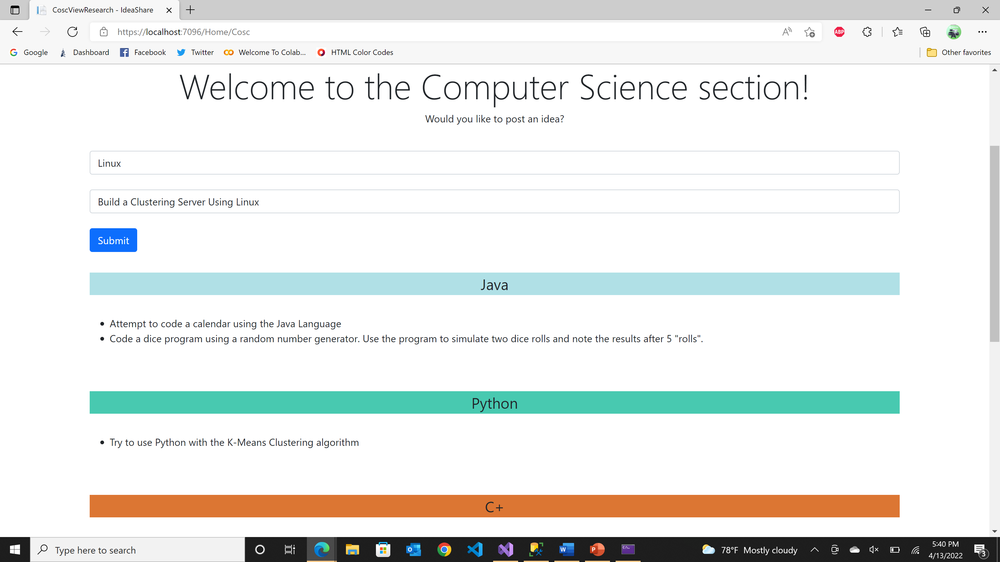 CoscViewResearch - IdeaShare
https://localhost:7096/Home/Cosc
ABP
Google Dashboard Facebook Twitter Welcome To Colab... HTML Color Codes Other favorites
Welcome to the Computer Science section!
Would you like to post an idea?
Linux
Build a Clustering Server Using Linux
Submit
Java
Attempt to code a calendar using the Java Language
Code a dice program using a random number generator. Use the program to simulate two dice rolls and note the results after 5 "rolls".
Python
Try to use Python with the K-Means Clustering algorithm
C+
Type here to search
78°F Mostly cloudy
5:40 PM
4/13/2022
3